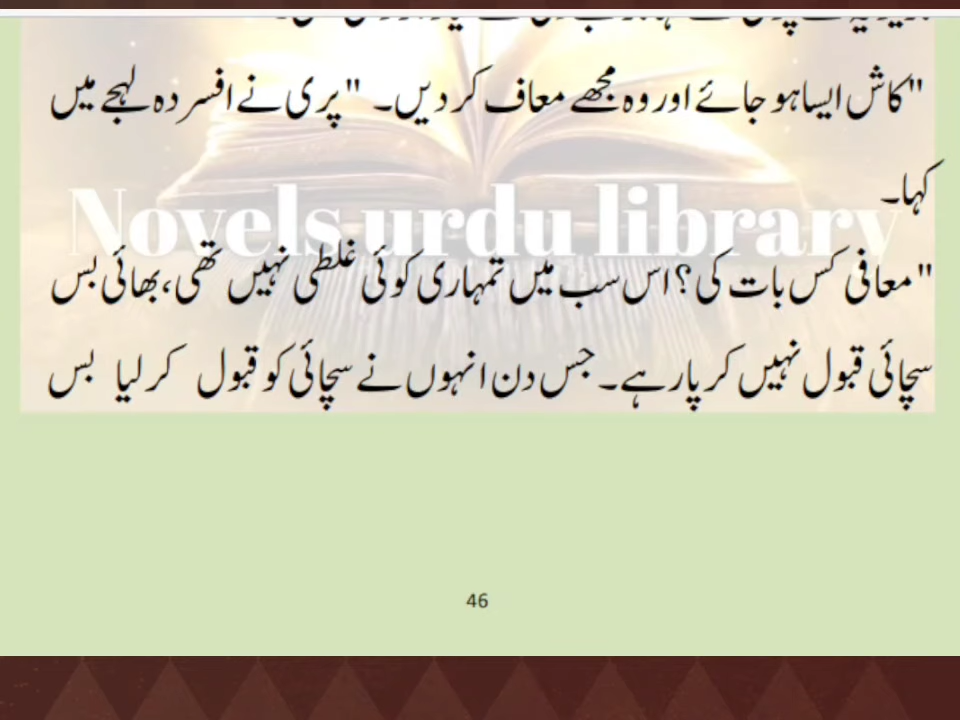 "کاش ایسا ہو جائے اور وہ مجھے معاف کر دیں۔ "پری نے افسردہ لہجے میں
کہا۔
Novels urdu library
"معافی کس بات کی؟ اس سب میں تمہاری کوئی غلطی نہیں تھی، بھائی بس
سچائی قبول نہیں کر پا رہے۔ جس دن انہوں نے سچائی کو قبول کر لیا بس
46